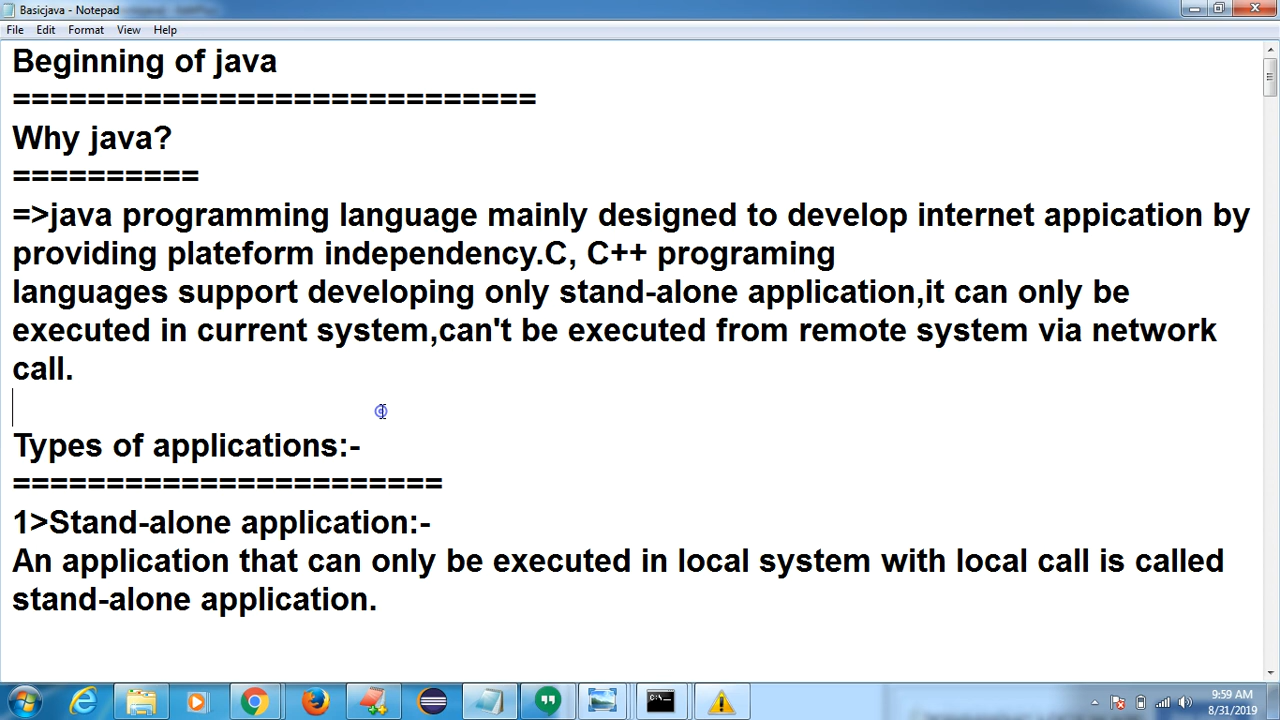 Basicjava - Notepad
File Edit Format View Help
Beginning of java
============================
Why java?
==========
=>java programming language mainly designed to develop internet appication by
providing plateform independency.C, C++ programing
languages support developing only stand-alone application,it can only be
executed in current system,can't be executed from remote system via network
call.
Types of applications:-
=======================
1>Stand-alone application:-
An application that can only be executed in local system with local call is called
stand-alone application.
9:59 AM
8/31/2019